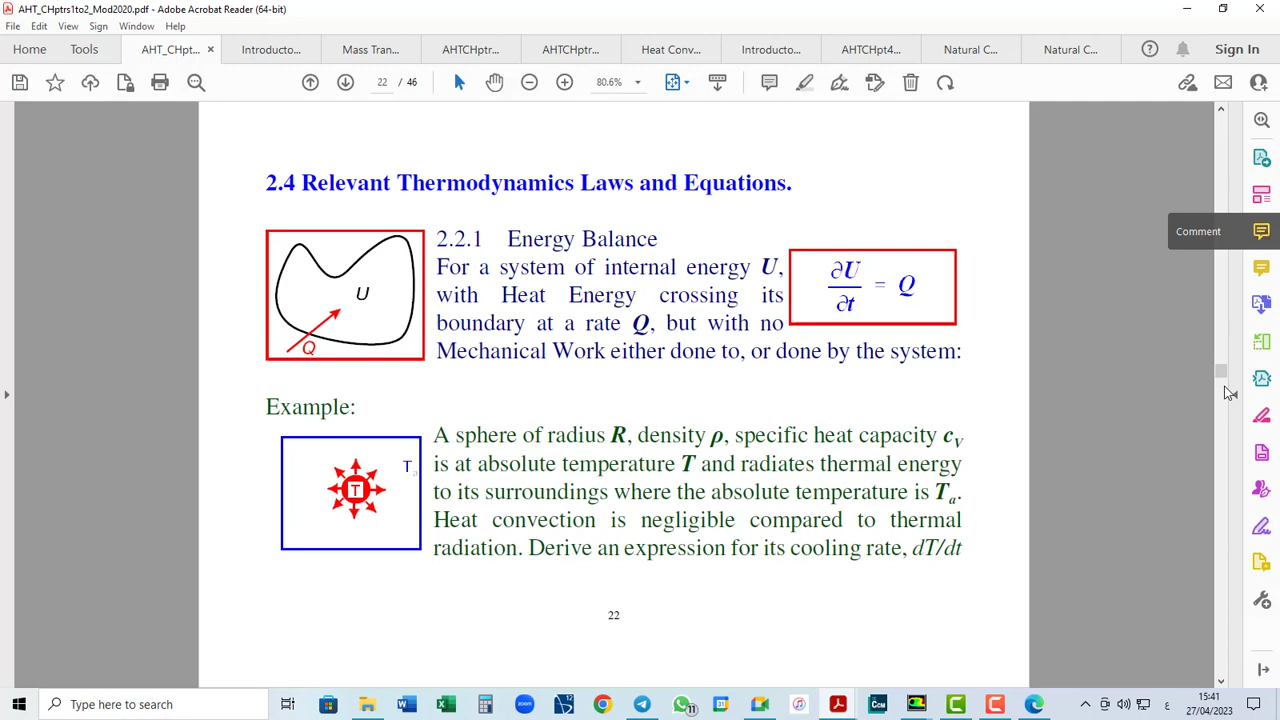 AHT_CHptrs1to2_Mod2020.pdf - Adobe Acrobat Reader (64-bit)
File Edit View Sign Window Help
Home Tools AHT_CHpt... × Introducto... Mass Tran... AHTCHptr... AHTCHptr... Heat Conv... Introducto... AHTCHpt4... Natural C... Natural C... Sign In
22 / 46 80.6%
2.4 Relevant Thermodynamics Laws and Equations.
2.2.1 Energy Balance
For a system of internal energy U,
with Heat Energy crossing its
boundary at a rate Q, but with no
Mechanical Work either done to, or done by the system:
U
Q
∂U/∂t = Q
Comment
Example:
A sphere of radius R, density ρ, specific heat capacity cV
is at absolute temperature T and radiates thermal energy
to its surroundings where the absolute temperature is Ta.
Heat convection is negligible compared to thermal
radiation. Derive an expression for its cooling rate, dT/dt
T
Ta
22
Type here to search
zoom
11
31
15:41
27/04/2023